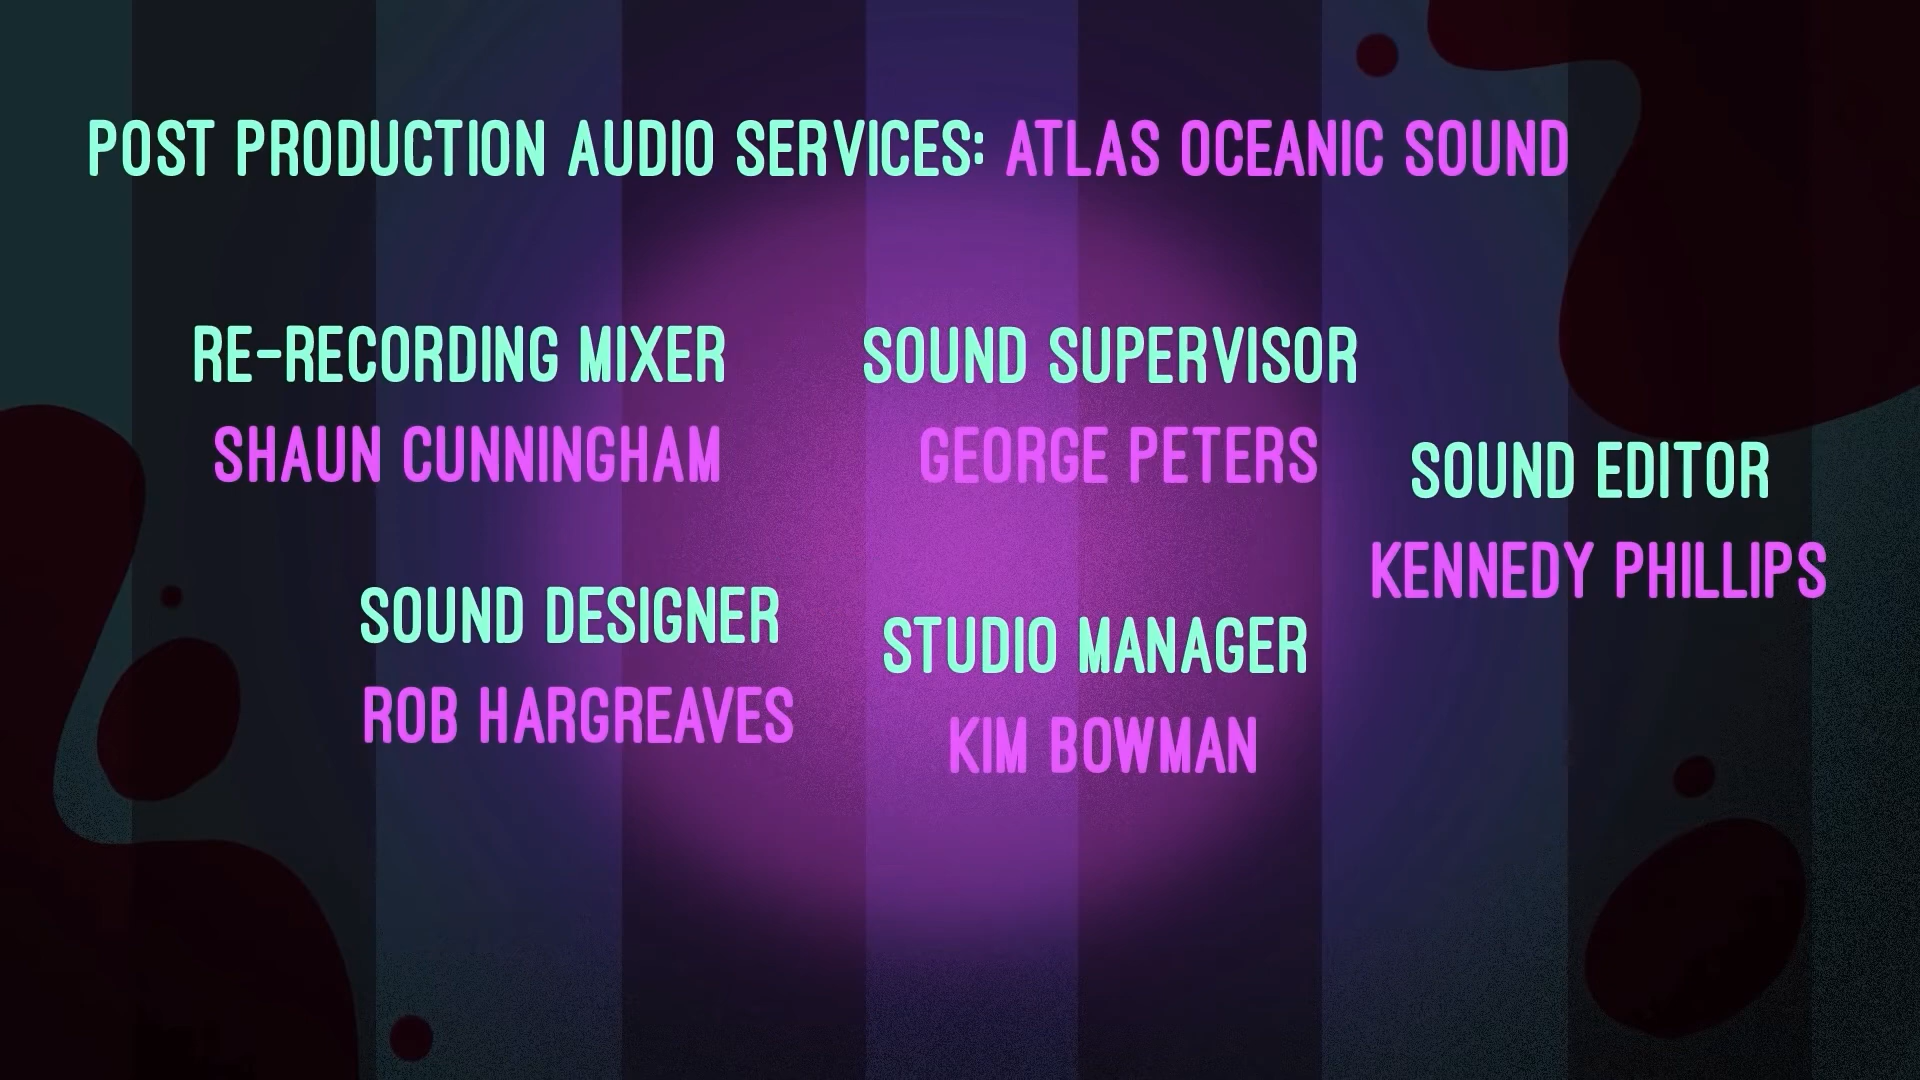 POST PRODUCTION AUDIO SERVICES: ATLAS OCEANIC SOUND
RE-RECORDING MIXER
SHAUN CUNNINGHAM
SOUND SUPERVISOR
GEORGE PETERS
SOUND EDITOR
KENNEDY PHILLIPS
SOUND DESIGNER
ROB HARGREAVES
STUDIO MANAGER
KIM BOWMAN